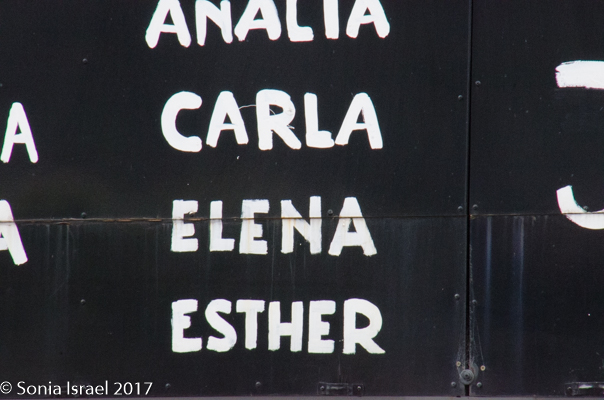 ANALIA
CARLA
ELENA
ESTHER
© Sonia Israel 2017